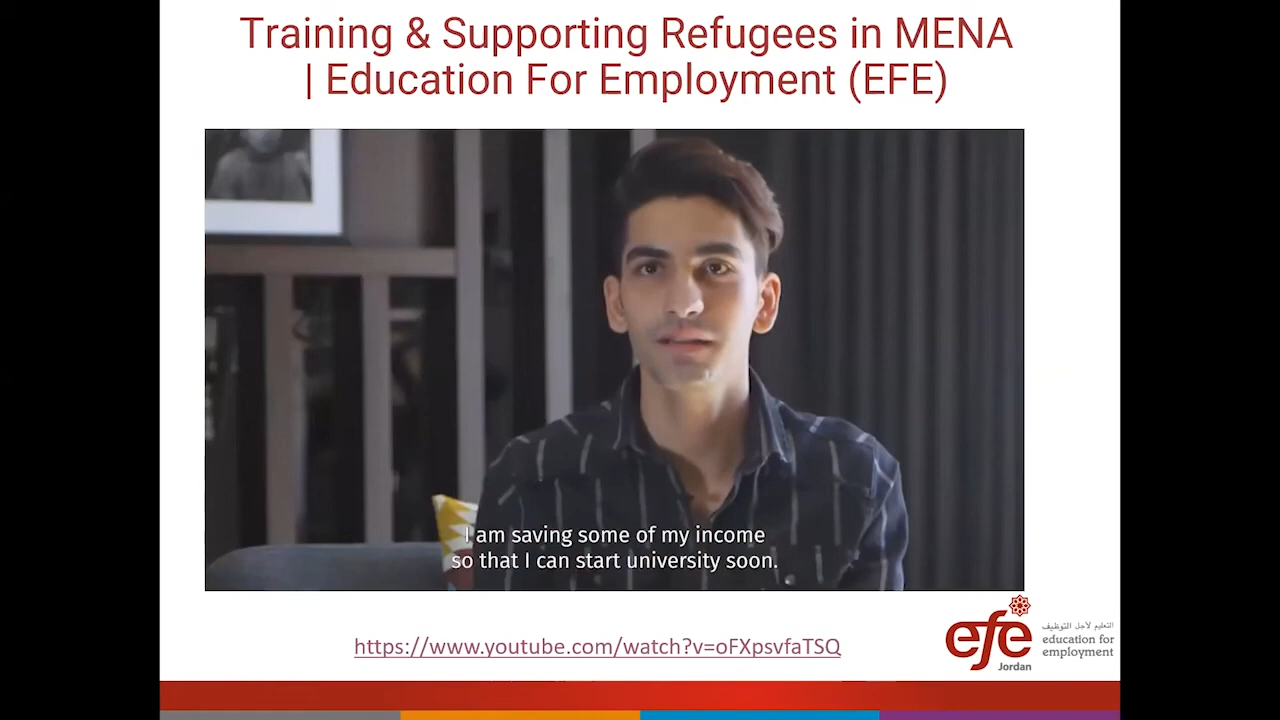 Training & Supporting Refugees in MENA
| Education For Employment (EFE)
I am saving some of my income
so that I can start university soon.
https://www.youtube.com/watch?v=oFXpsvfaTSQ
efe
Jordan
التعليم لأجل التوظيف
education for
employment